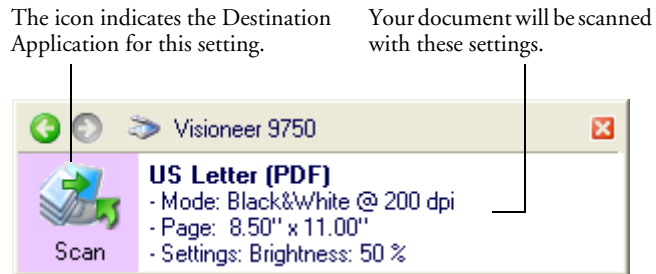 The icon indicates the Destination
Application for this setting.
Your document will be scanned
with these settings.
Visioneer 9750
US Letter (PDF)
- Mode: Black&White @ 200 dpi
- Page: 8.50" x 11.00"
- Settings: Brightness: 50 %
Scan